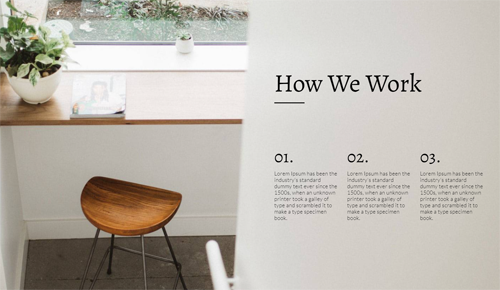 How We Work
01.
Lorem Ipsum has been the
industry's standard
dummy text ever since the
1500s, when an unknown
printer took a galley of
type and scrambled it to
make a type specimen
book.
02.
Lorem Ipsum has been the
industry's standard
dummy text ever since the
1500s, when an unknown
printer took a galley of
type and scrambled it to
make a type specimen
book.
03.
Lorem Ipsum has been the
industry's standard
dummy text ever since the
1500s, when an unknown
printer took a galley of
type and scrambled it to
make a type specimen
book.